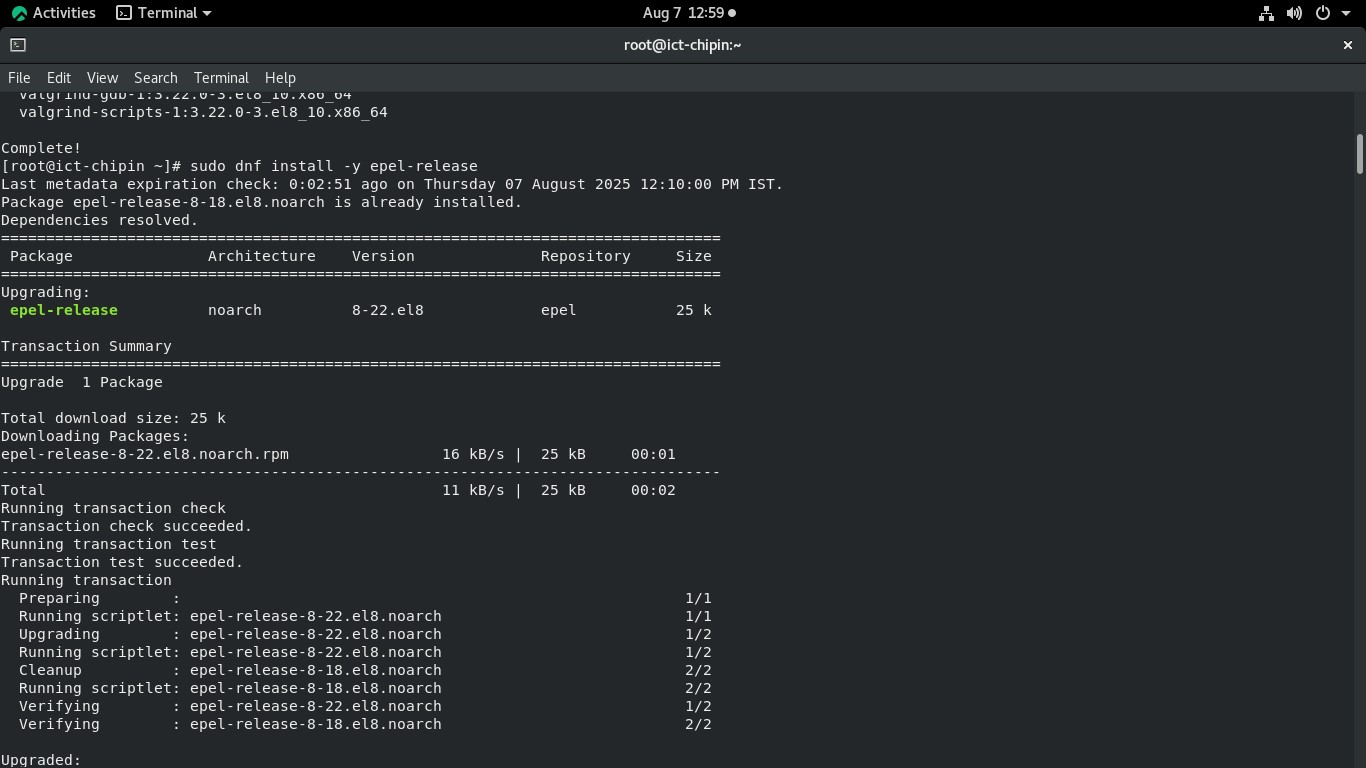 Activities Terminal Aug 7 12:59
root@ict-chipin:~
File Edit View Search Terminal Help
valgrind-gdb-1:3.22.0-3.el8_10.x86_64
valgrind-scripts-1:3.22.0-3.el8_10.x86_64
Complete!
[root@ict-chipin ~]# sudo dnf install -y epel-release
Last metadata expiration check: 0:02:51 ago on Thursday 07 August 2025 12:10:00 PM IST.
Package epel-release-8-18.el8.noarch is already installed.
Dependencies resolved.
================================================================================
Package Architecture Version Repository Size
================================================================================
Upgrading:
epel-release noarch 8-22.el8 epel 25 k
Transaction Summary
================================================================================
Upgrade 1 Package
Total download size: 25 k
Downloading Packages:
epel-release-8-22.el8.noarch.rpm 16 kB/s | 25 kB 00:01
--------------------------------------------------------------------------------
Total 11 kB/s | 25 kB 00:02
Running transaction check
Transaction check succeeded.
Running transaction test
Transaction test succeeded.
Running transaction
Preparing : 1/1
Running scriptlet: epel-release-8-22.el8.noarch 1/1
Upgrading : epel-release-8-22.el8.noarch 1/2
Running scriptlet: epel-release-8-22.el8.noarch 1/2
Cleanup : epel-release-8-18.el8.noarch 2/2
Running scriptlet: epel-release-8-18.el8.noarch 2/2
Verifying : epel-release-8-22.el8.noarch 1/2
Verifying : epel-release-8-18.el8.noarch 2/2
Upgraded: